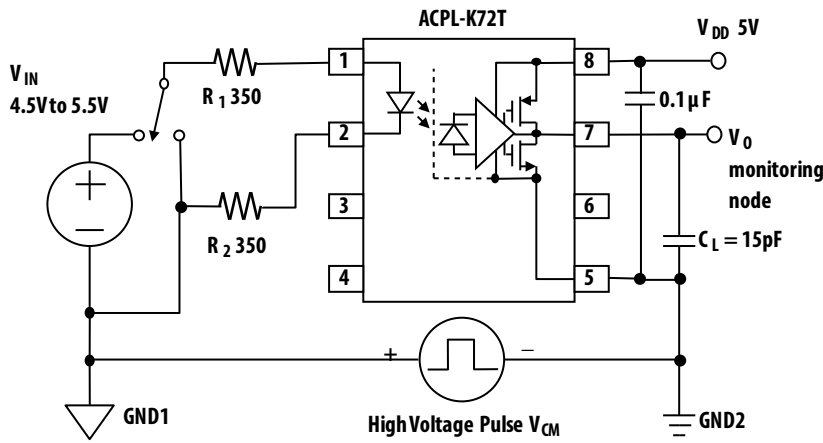 ACPL-K72T
V_DD 5V
V_IN
4.5V to 5.5V
R_1 350
1
8
0.1μF
2
7
V_O
monitoring
node
+
3
6
R_2 350
C_L = 15pF
4
5
+
−
GND1
High Voltage Pulse V_CM
GND2